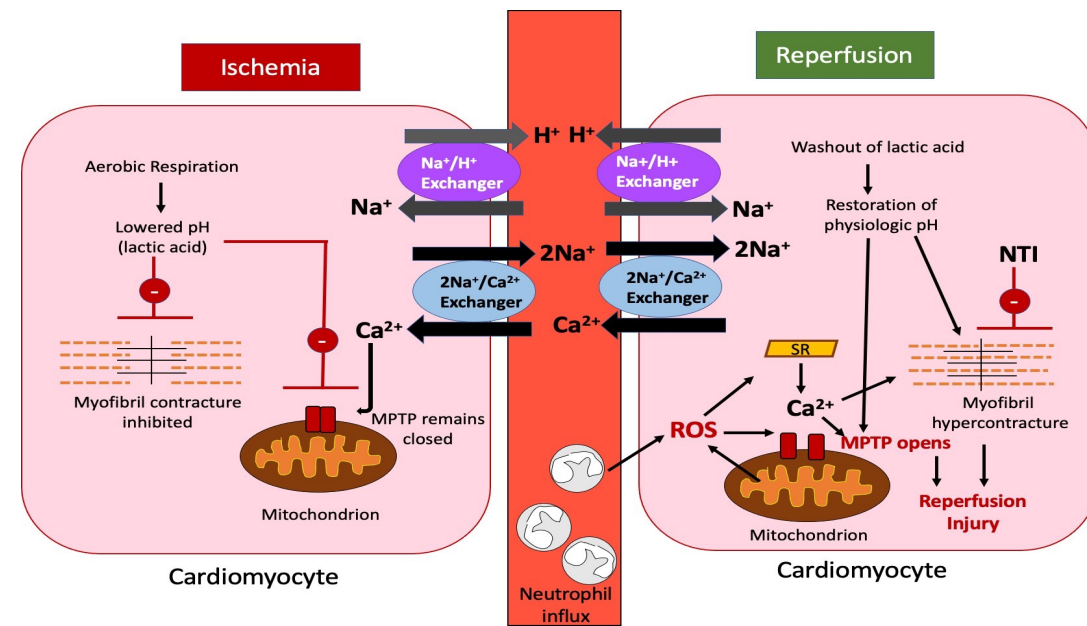 Ischemia
Reperfusion
Aerobic Respiration
Lowered pH
(lactic acid)
-
-
Myofibril contracture
inhibited
MPTP remains
closed
Mitochondrion
Cardiomyocyte
H⁺ H⁺
Na⁺/H⁺
Exchanger
Na⁺
2Na⁺
2Na⁺/Ca²⁺
Exchanger
Ca²⁺
Ca²⁺
Na+/H+
Exchanger
Na⁺
2Na⁺
2Na⁺/Ca²⁺
Exchanger
Neutrophil
influx
Washout of lactic acid
Restoration of
physiologic pH
NTI
-
SR
Ca²⁺
ROS
MPTP opens
Myofibril
hypercontracture
Reperfusion
Injury
Mitochondrion
Cardiomyocyte